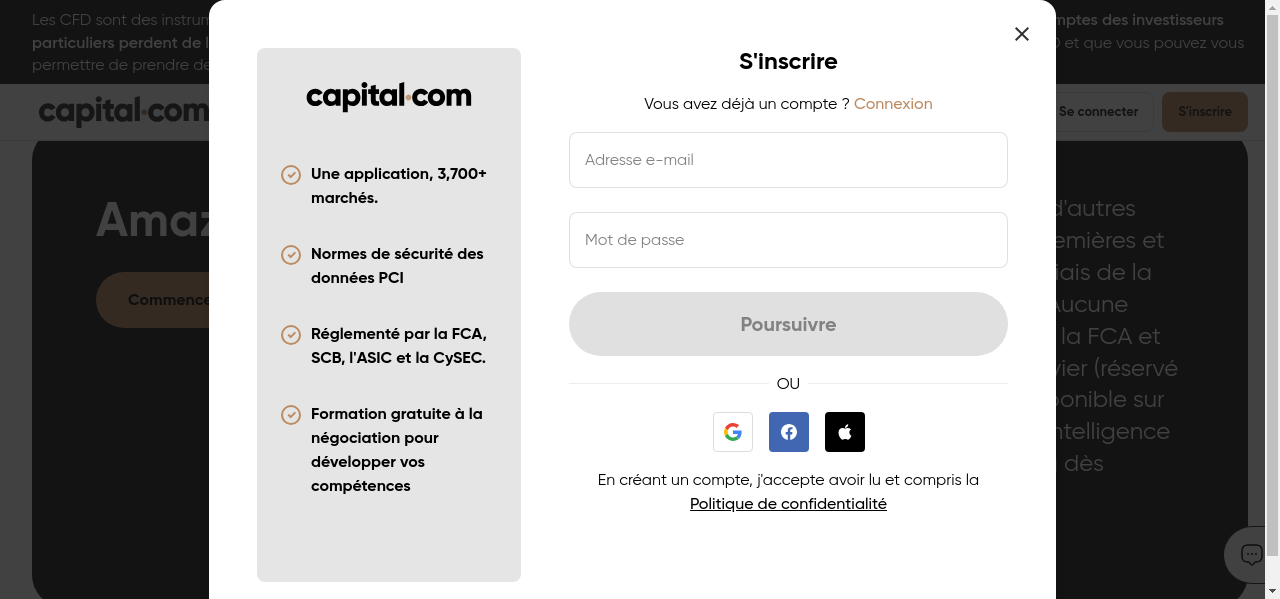 Les CFD sont des instrum
mptes des investisseurs
particuliers perdent de l
et que vous pouvez vous
permettre de prendre de
capital.com
Se connecter
S'inscrire
Amaz
Commence
d'autres
emières et
iais de la
Aucune
la FCA et
vier (réservé
ponible sur
ntelligence
dès
capital.com
Une application, 3,700+
marchés.
Normes de sécurité des
données PCI
Réglementé par la FCA,
SCB, l'ASIC et la CySEC.
Formation gratuite à la
négociation pour
développer vos
compétences
S'inscrire
Vous avez déjà un compte ? Connexion
Adresse e-mail
Mot de passe
Poursuivre
OU
En créant un compte, j'accepte avoir lu et compris la
Politique de confidentialité